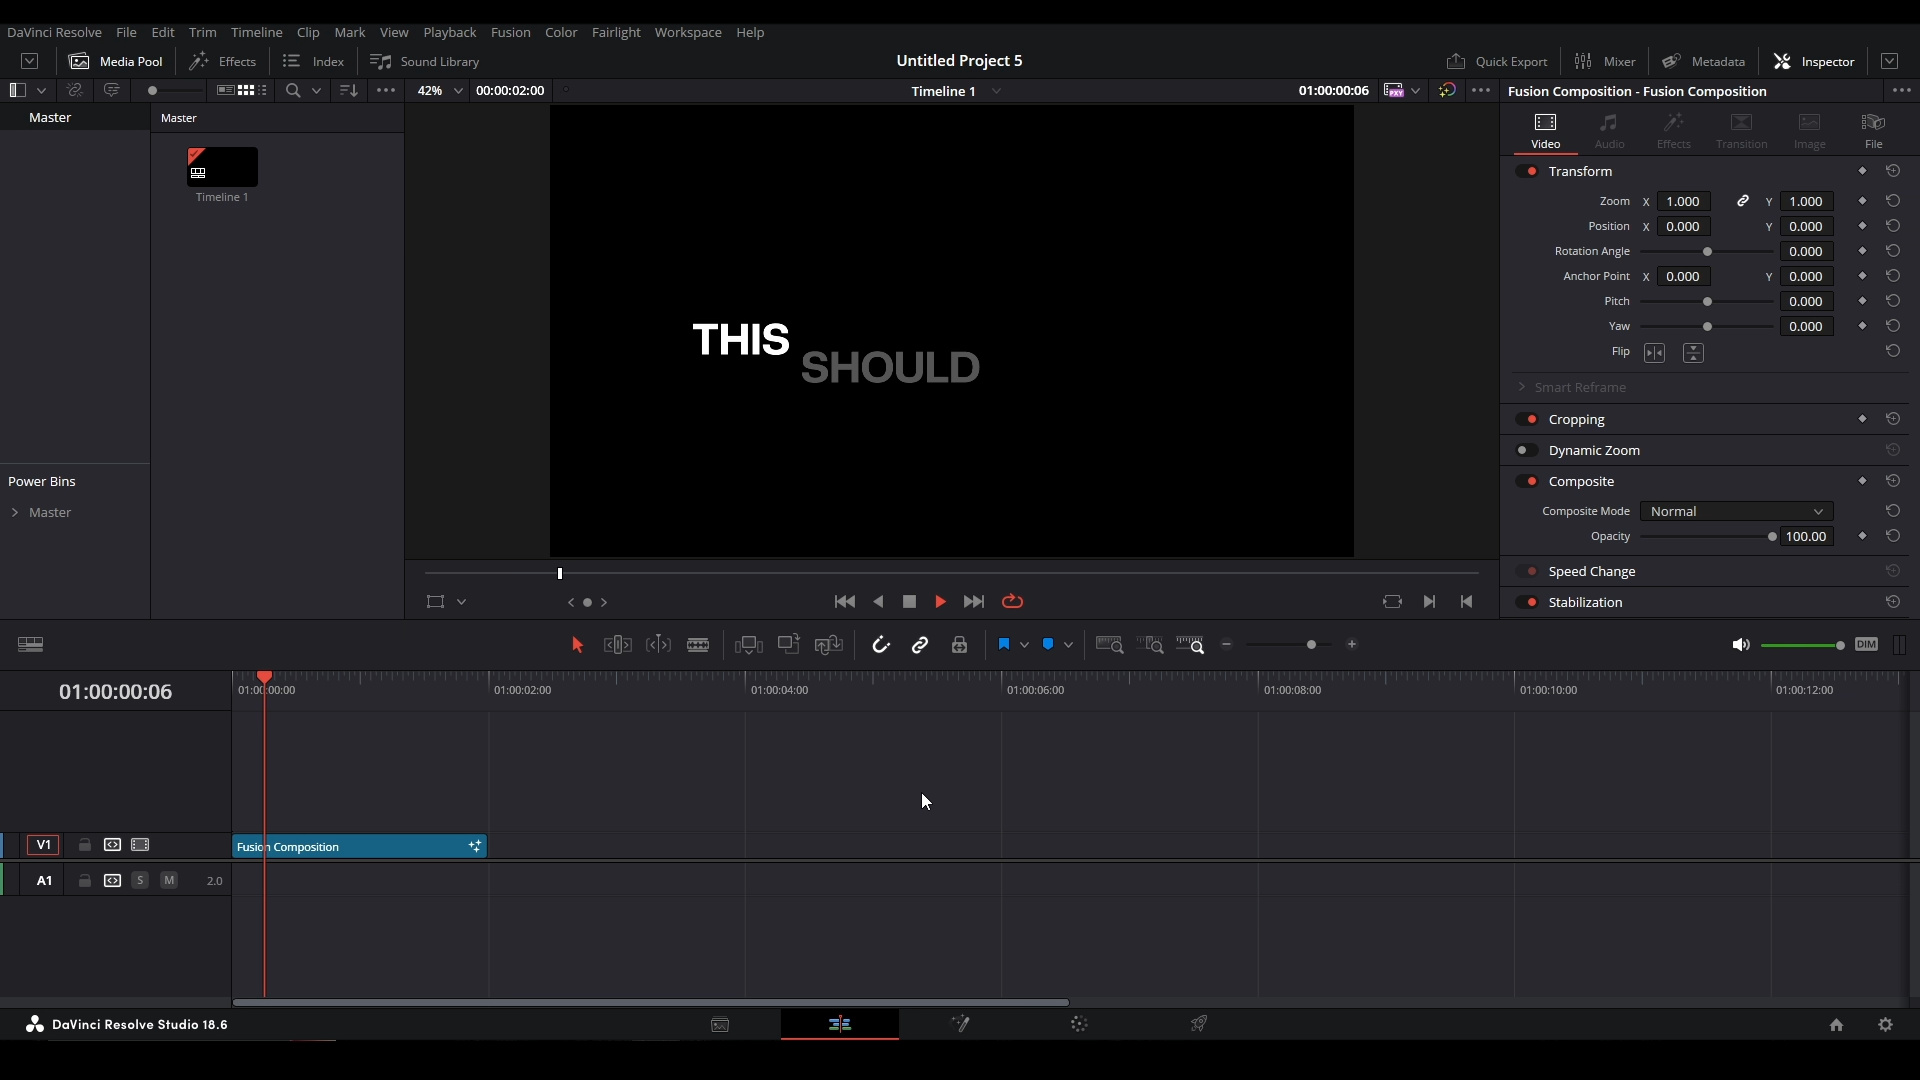 DaVinci Resolve File Edit Trim Timeline Clip Mark View Playback Fusion Color Fairlight Workspace Help
Media Pool Effects Index Sound Library Untitled Project 5 Quick Export Mixer Metadata Inspector
42% 00:00:02:00 Timeline 1 01:00:00:06 PXY Fusion Composition - Fusion Composition
Master Master
Timeline 1
Power Bins
Master
THIS
SHOULD
Video Audio Effects Transition Image File
Transform
Zoom X 1.000 Y 1.000
Position X 0.000 Y 0.000
Rotation Angle 0.000
Anchor Point X 0.000 Y 0.000
Pitch 0.000
Yaw 0.000
Flip
Smart Reframe
Cropping
Dynamic Zoom
Composite
Composite Mode Normal
Opacity 100.00
Speed Change
Stabilization
DIM
01:00:00:06 01:00:00:00 01:00:02:00 01:00:04:00 01:00:06:00 01:00:08:00 01:00:10:00 01:00:12:00
V1 Fusion Composition
A1 S M 2.0
DaVinci Resolve Studio 18.6